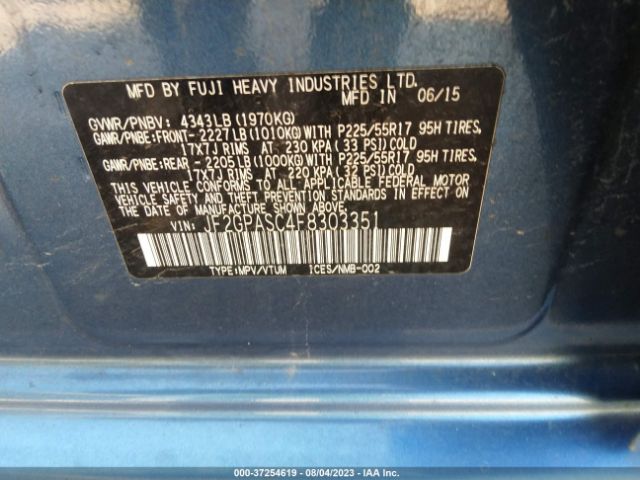 MFD BY FUJI HEAVY INDUSTRIES LTD.
MFD IN 06/15
GVWR/PNBV: 4343LB(1970KG)
GAWR/PNBE:FRONT- 2227LB(1010KG)WITH P225/55R17 95H TIRES.
17X7J RIMS AT 230 KPA(33 PSI)COLD
GAWR/PNBE:REAR - 2205LB(1000KG)WITH P225/55R17 95H TIRES.
17X7J RIMS AT 220 KPA(32 PSI)COLD
THIS VEHICLE CONFORMS TO ALL APPLICABLE FEDERAL MOTOR
VEHICLE SAFETY AND THEFT PREVENTION STANDARDS IN EFFECT ON THE
DATE OF MANUFACTURE SHOWN ABOVE.
VIN: JF2GPASC4F8303351
TYPE:MPV/VTUM ICES/NMB-002
000-37254619 - 08/04/2023 - IAA Inc.